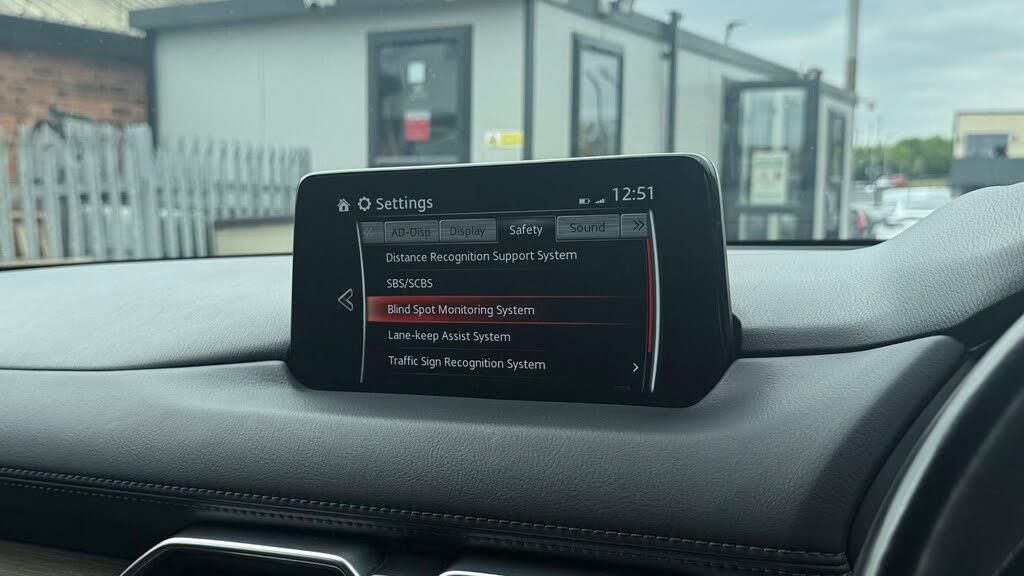 Settings
12:51
AD-Disp Display Safety Sound
Distance Recognition Support System
SBS/SCBS
Blind Spot Monitoring System
Lane-keep Assist System
Traffic Sign Recognition System